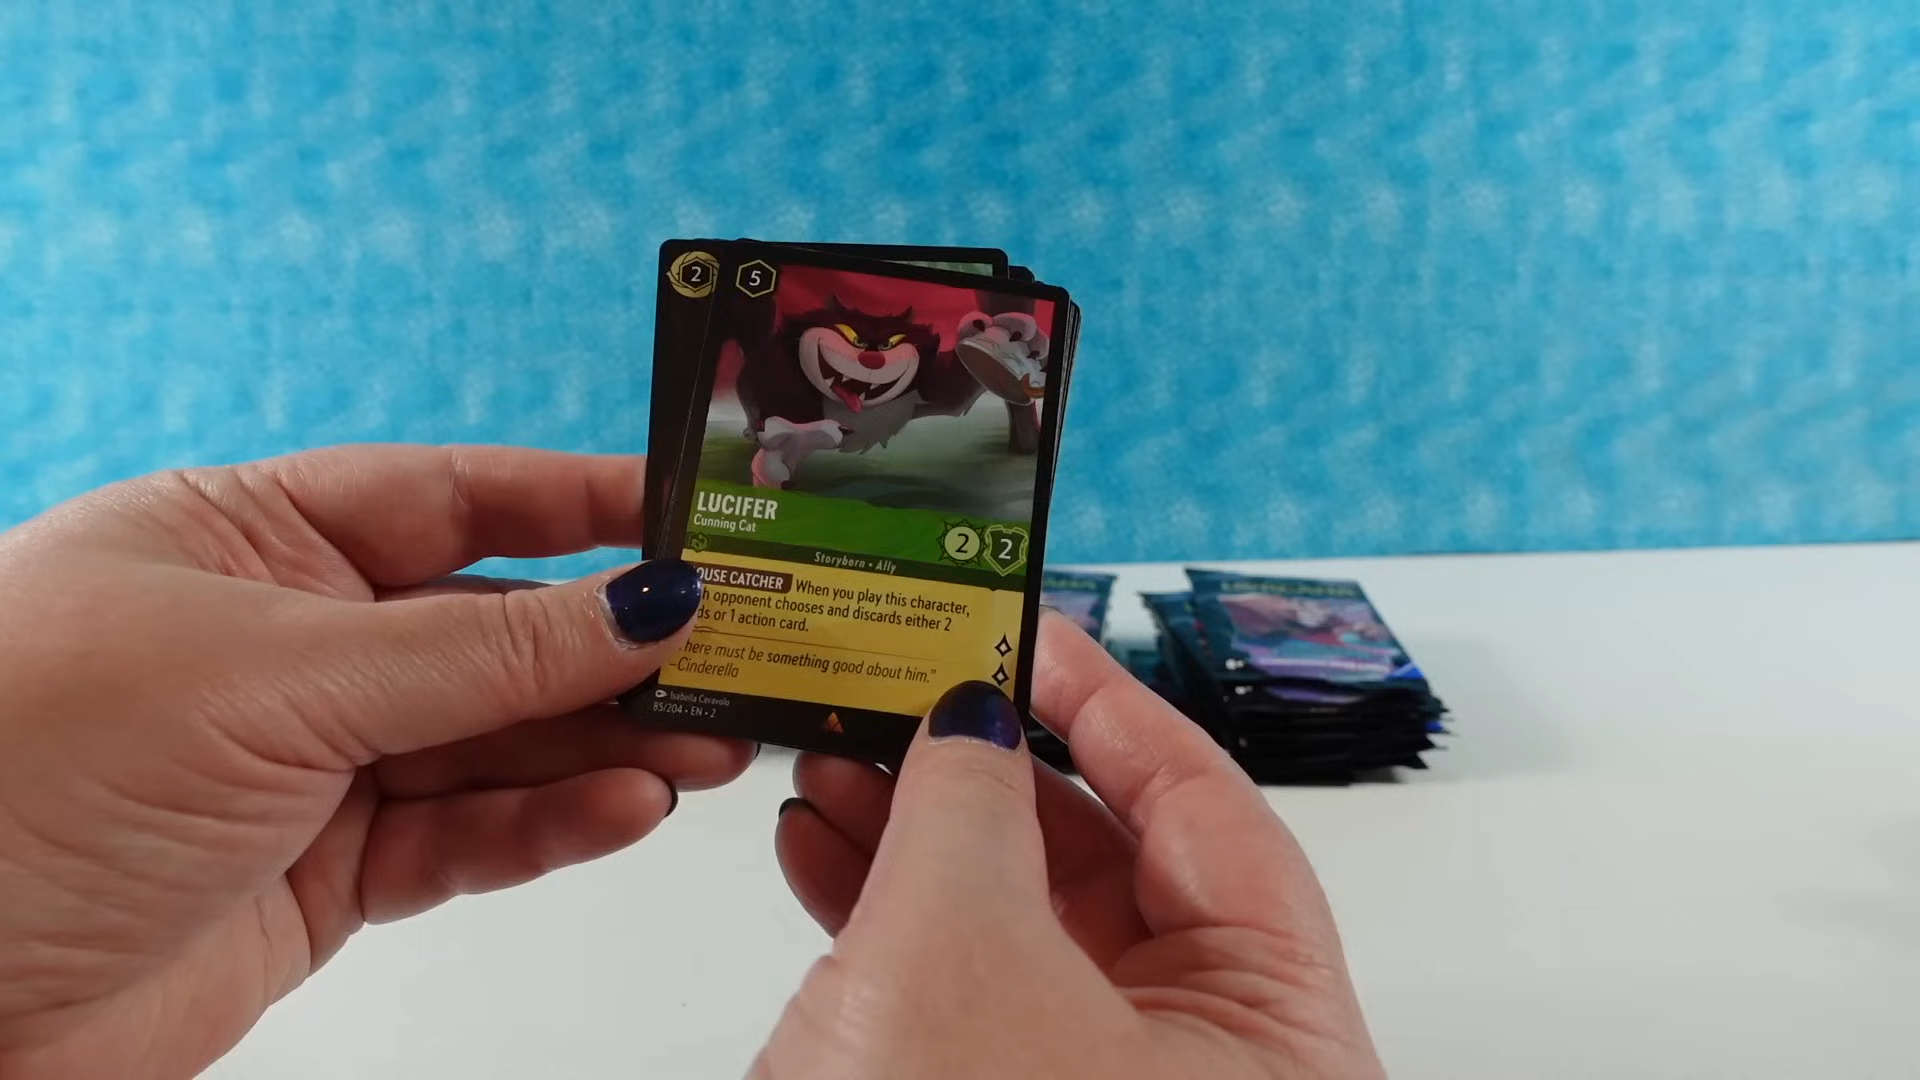 2
5
LUCIFER
Cunning Cat
2 2
Storyborn • Ally
OUSE CATCHER When you play this character,
h opponent chooses and discards either 2
ds or 1 action card.
here must be something good about him."
–Cinderella
Isabella Ceravolo
85/204 • EN • 2